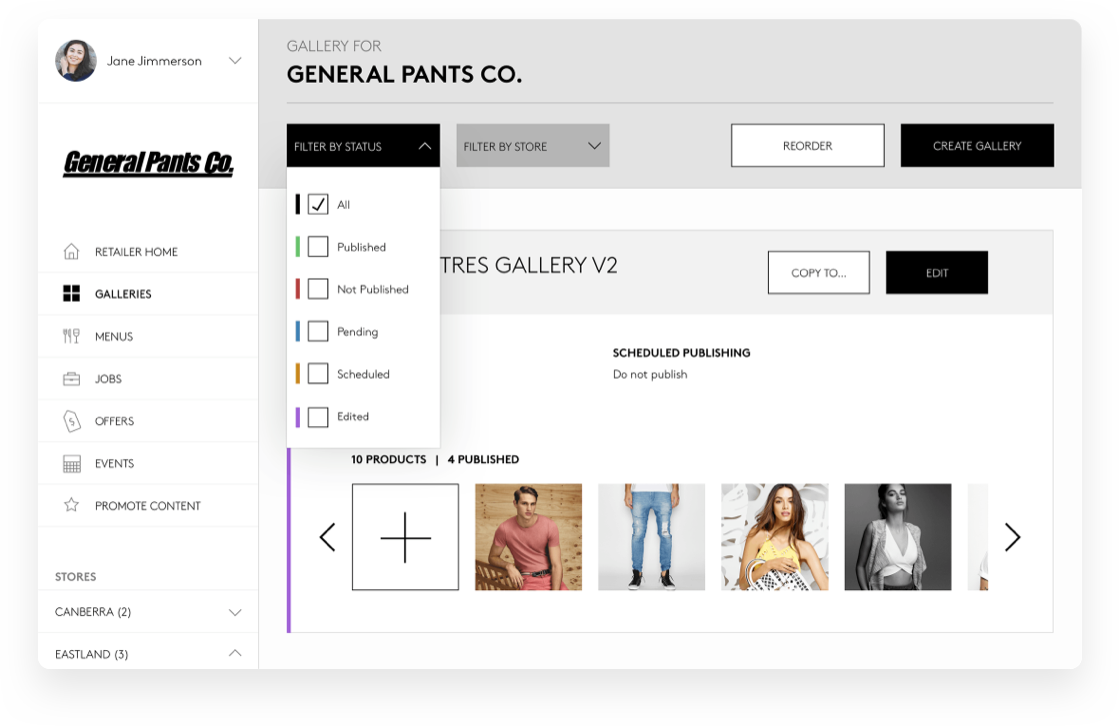 Jane Jimmerson
General Pants Co.
RETAILER HOME
GALLERIES
MENUS
JOBS
OFFERS
EVENTS
PROMOTE CONTENT
STORES
CANBERRA (2)
EASTLAND (3)
GALLERY FOR
GENERAL PANTS CO.
FILTER BY STATUS
FILTER BY STORE
REORDER
CREATE GALLERY
All
Published
Not Published
Pending
Scheduled
Edited
TRES GALLERY V2
COPY TO...
EDIT
SCHEDULED PUBLISHING
Do not publish
10 PRODUCTS | 4 PUBLISHED